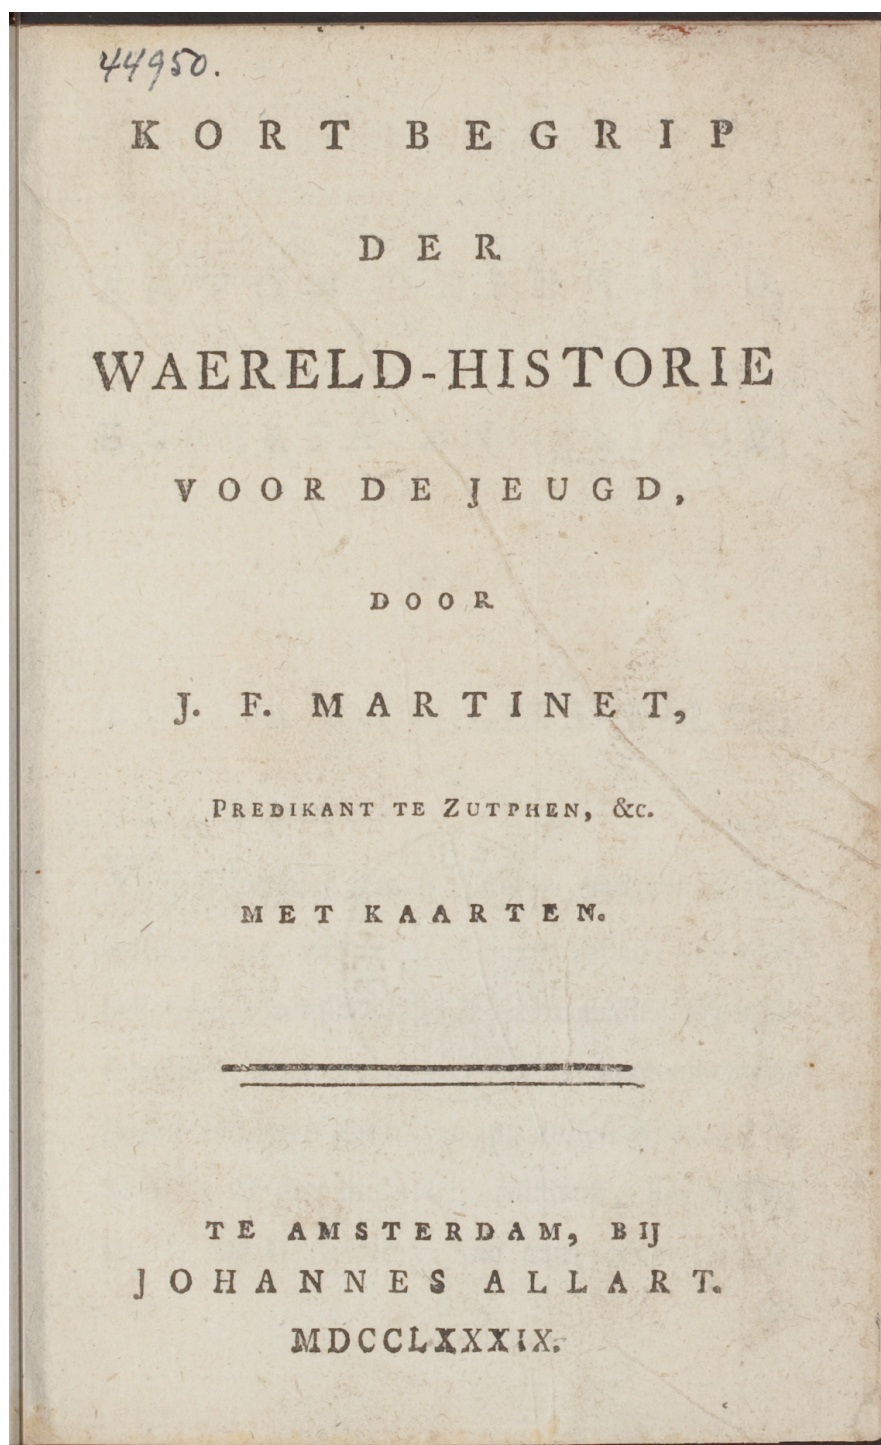 44950.
KORT BEGRIP
DER
WAERELD-HISTORIE
VOOR DE JEUGD,
DOOR
J. F. MARTINET,
PREDIKANT TE ZUTPHEN, &c.
MET KAARTEN.
TE AMSTERDAM, BIJ
JOHANNES ALLART.
MDCCLXXXIX.